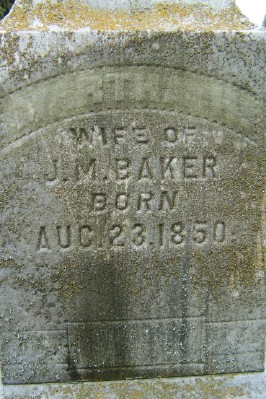 WIFE OF
J. M. BAKER
BORN
AUG. 23. 1850